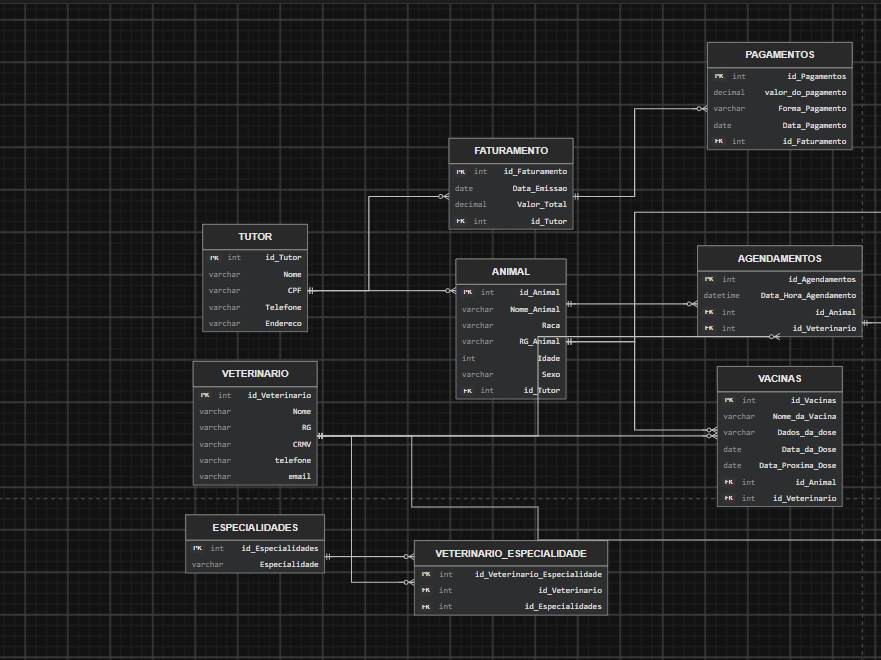 PAGAMENTOS
PK int id_Pagamentos
decimal valor_do_pagamento
varchar Forma_Pagamento
date Data_Pagamento
FK int id_Faturamento
FATURAMENTO
PK int id_Faturamento
date Data_Emissao
decimal Valor_Total
FK int id_Tutor
TUTOR
PK int id_Tutor
varchar Nome
varchar CPF
varchar Telefone
varchar Endereco
ANIMAL
PK int id_Animal
varchar Nome_Animal
varchar Raca
varchar RG_Animal
int Idade
varchar Sexo
FK int id_Tutor
AGENDAMENTOS
PK int id_Agendamentos
datetime Data_Hora_Agendamento
FK int id_Animal
FK int id_Veterinario
VETERINARIO
PK int id_Veterinario
varchar Nome
varchar RG
varchar CRMV
varchar telefone
varchar email
VACINAS
PK int id_Vacinas
varchar Nome_da_Vacina
varchar Dados_da_dose
date Data_da_Dose
date Data_Proxima_Dose
FK int id_Animal
FK int id_Veterinario
ESPECIALIDADES
PK int id_Especialidades
varchar Especialidade
VETERINARIO_ESPECIALIDADE
PK int id_Veterinario_Especialidade
FK int id_Veterinario
FK int id_Especialidades